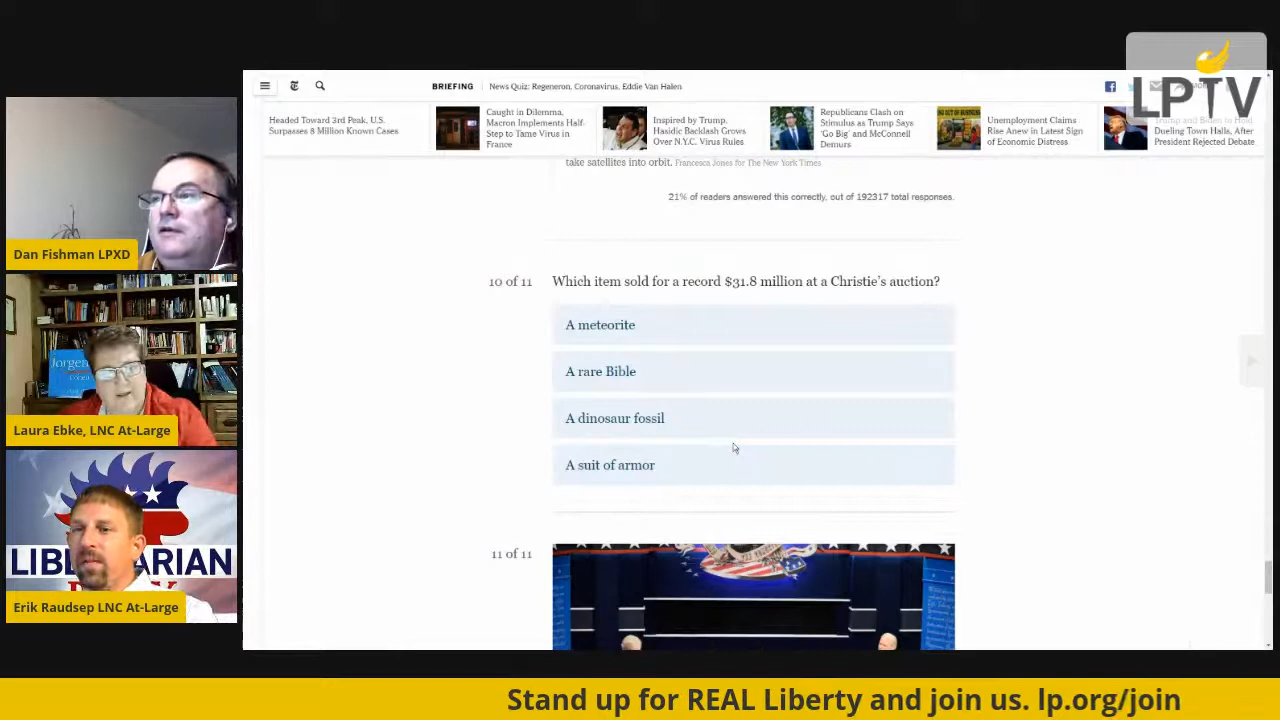 LPTV
BRIEFING
News Quiz: Regeneron, Coronavirus, Eddie Van Halen
Headed Toward 3rd Peak, U.S.
Surpasses 8 Million Known Cases
Caught in Dilemma,
Macron Implements Half-
Step to Tame Virus in
France
Inspired by Trump,
Hasidic Backlash Grows
Over N.Y.C. Virus Rules
Republicans Clash on
Stimulus as Trump Says
'Go Big' and McConnell
Demurs
Unemployment Claims
Rise Anew in Latest Sign
of Economic Distress
Trump and Biden to Hold
Dueling Town Halls, After
President Rejected Debate
take satellites into orbit. Francesca Jones for The New York Times
21% of readers answered this correctly, out of 192317 total responses.
10 of 11
Which item sold for a record $31.8 million at a Christie's auction?
A meteorite
A rare Bible
A dinosaur fossil
A suit of armor
11 of 11
Dan Fishman LPXD
Jorgensen
Laura Ebke, LNC At-Large
LIBERTARIAN
Erik Raudsep LNC At-Large
Stand up for REAL Liberty and join us. lp.org/join